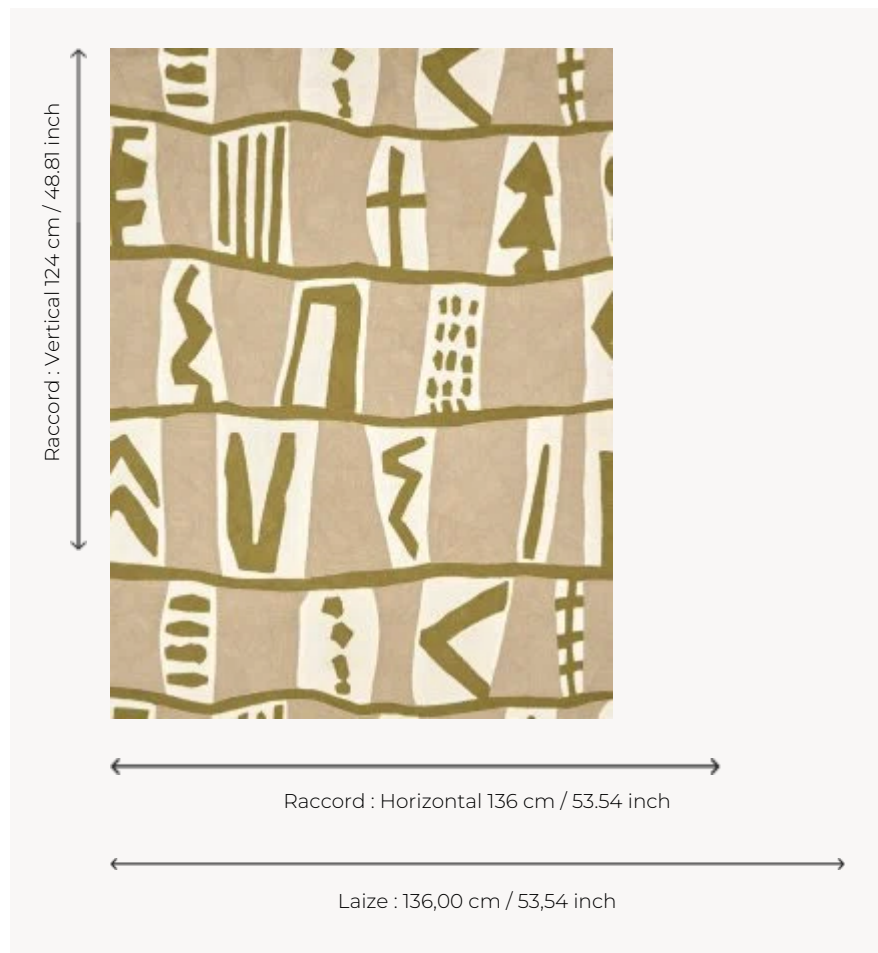 Raccord : Vertical 124 cm / 48.81 inch
Raccord : Horizontal 136 cm / 53.54 inch
Laize : 136,00 cm / 53,54 inch